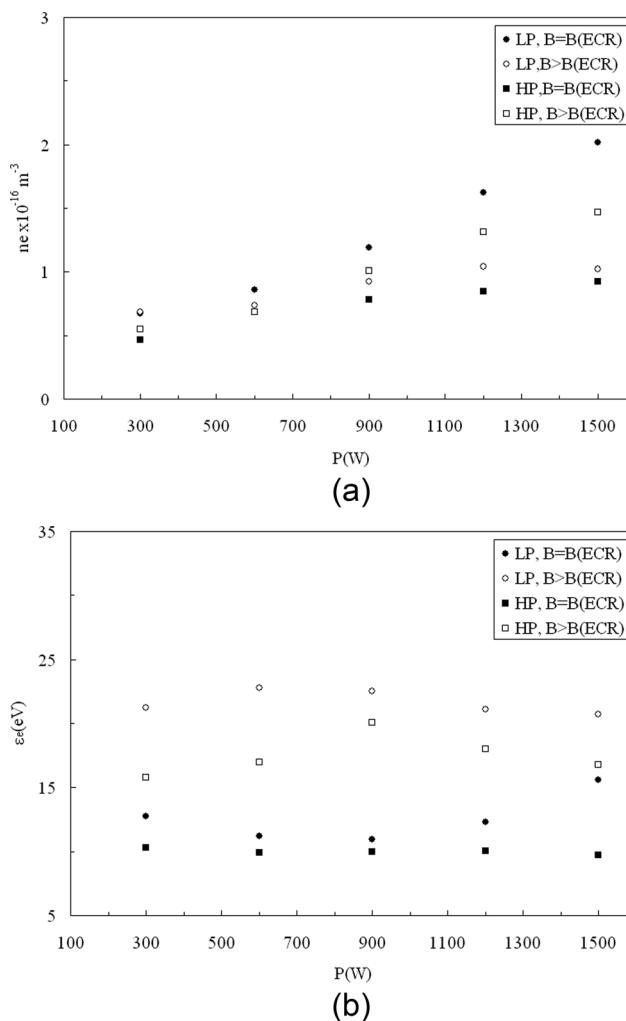 3
LP, B=B(ECR)
LP,B>B(ECR)
HP,B=B(ECR)
HP, B>B(ECR)
2
ne x10⁻¹⁶ m⁻³
1
0
100 300 500 700 900 1100 1300 1500
P(W)
(a)
35
LP, B=B(ECR)
LP, B>B(ECR)
HP, B=B(ECR)
HP, B>B(ECR)
25
εe(eV)
15
5
100 300 500 700 900 1100 1300 1500
P(W)
(b)